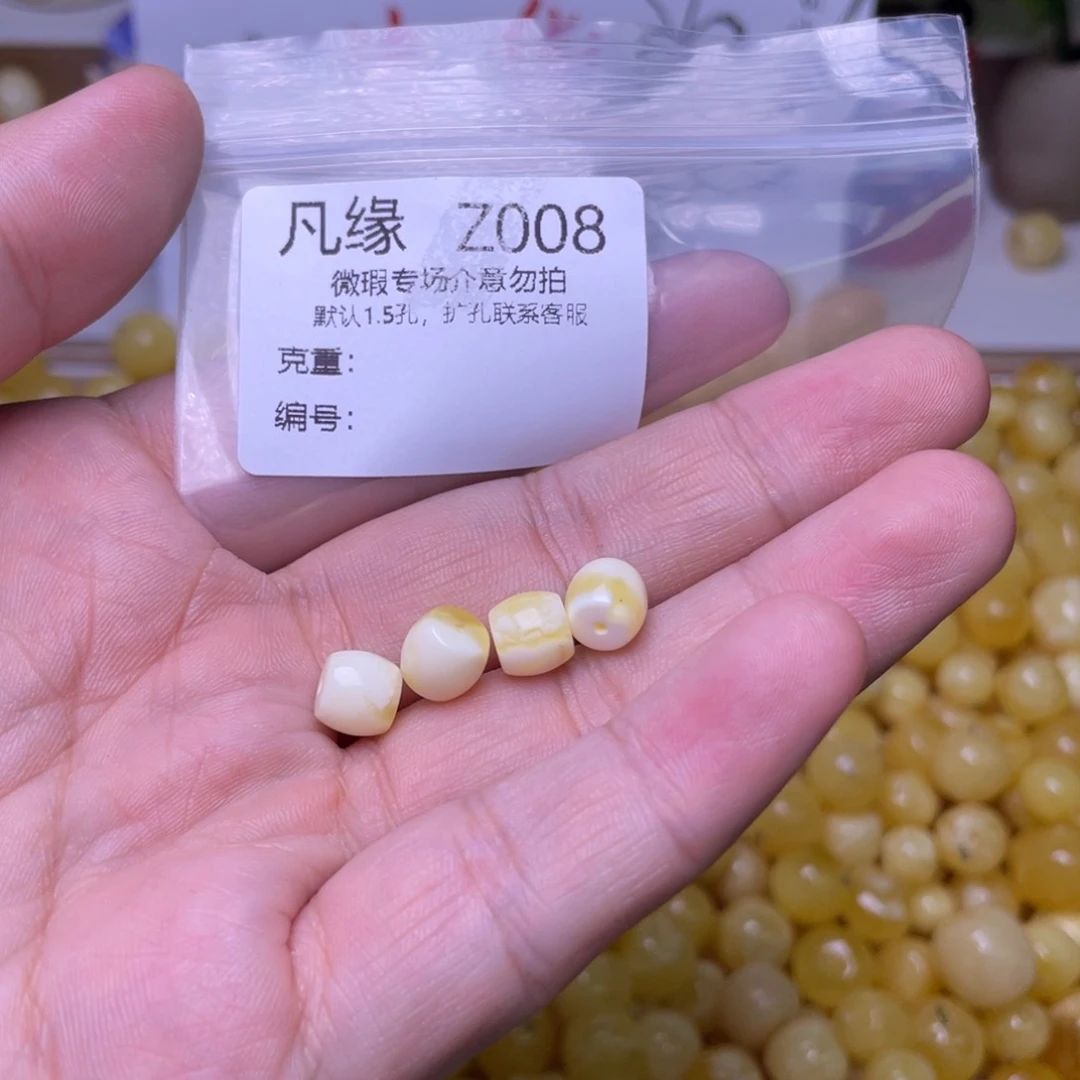 凡缘 Z008
微瑕专场介意勿拍
默认1.5孔，扩孔联系客服
克重：
编号：